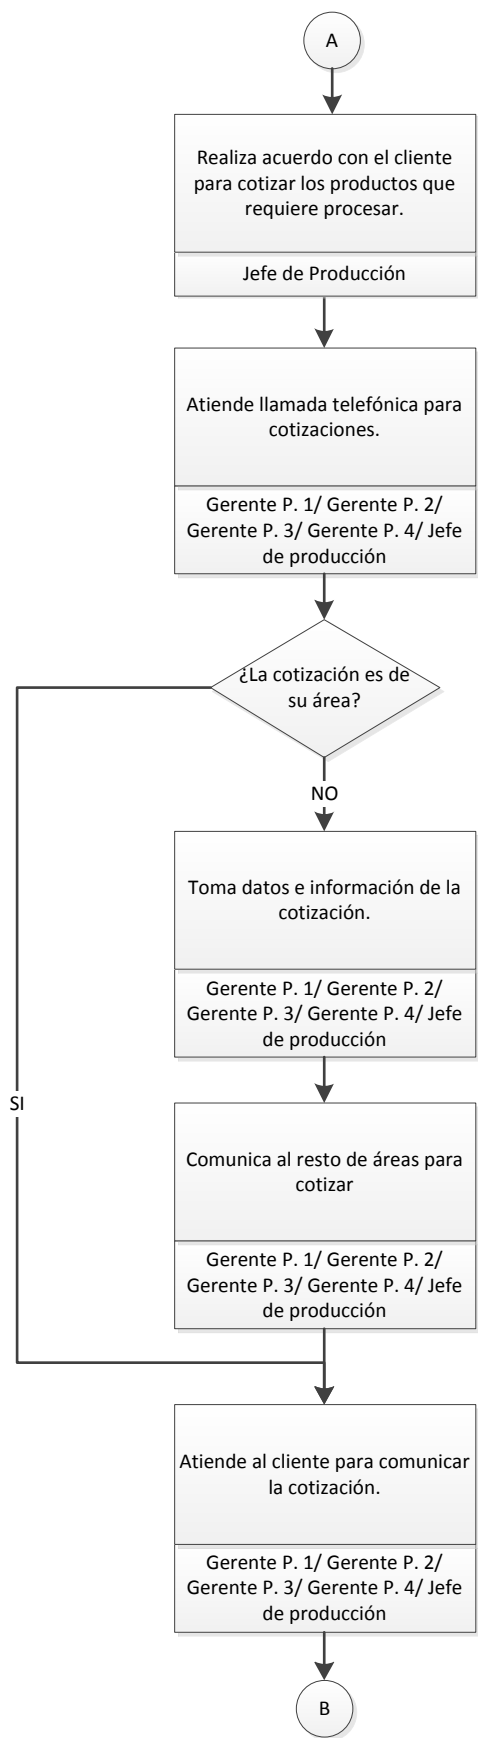 A
Realiza acuerdo con el cliente
para cotizar los productos que
requiere procesar.
Jefe de Producción
Atiende llamada telefónica para
cotizaciones.
Gerente P. 1/ Gerente P. 2/
Gerente P. 3/ Gerente P. 4/ Jefe
de producción
¿La cotización es de
su área?
NO
Toma datos e información de la
cotización.
Gerente P. 1/ Gerente P. 2/
Gerente P. 3/ Gerente P. 4/ Jefe
de producción
SI
Comunica al resto de áreas para
cotizar
Gerente P. 1/ Gerente P. 2/
Gerente P. 3/ Gerente P. 4/ Jefe
de producción
Atiende al cliente para comunicar
la cotización.
Gerente P. 1/ Gerente P. 2/
Gerente P. 3/ Gerente P. 4/ Jefe
de producción
B